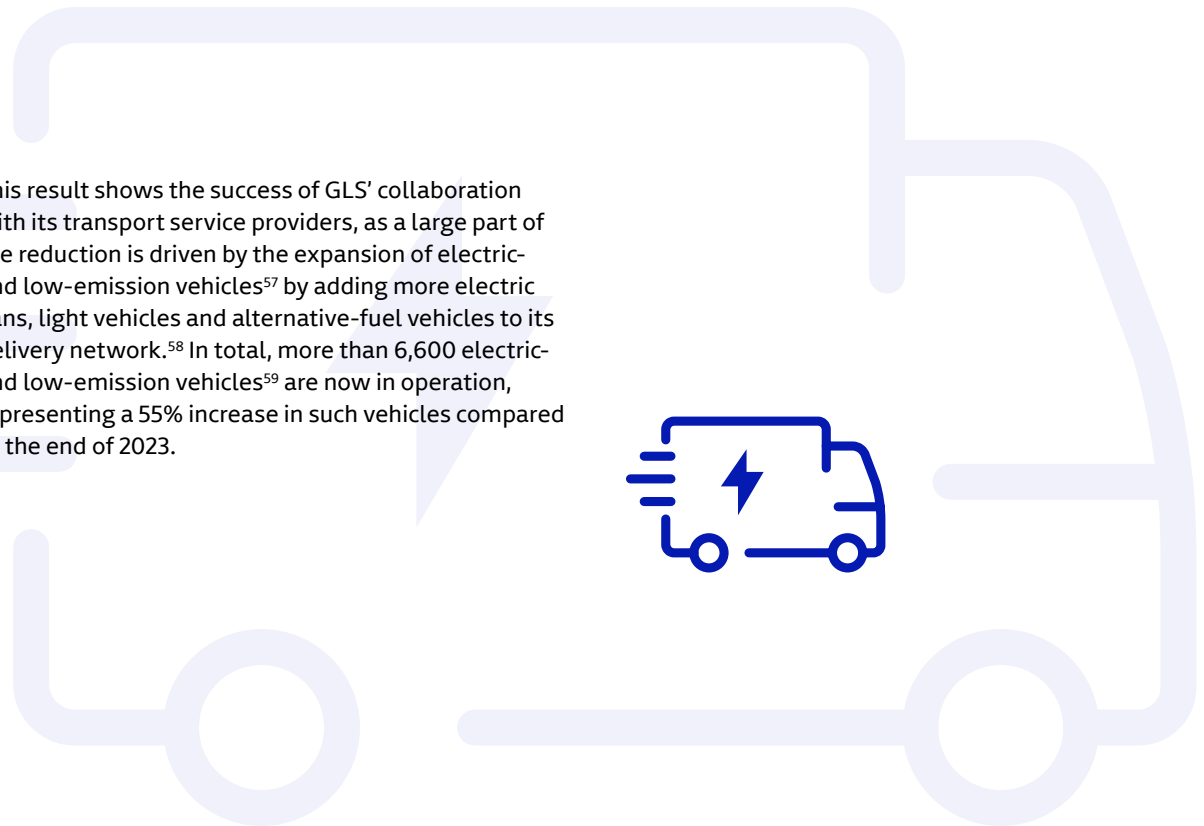 his result shows the success of GLS’ collaboration
ith its transport service providers, as a large part of
e reduction is driven by the expansion of electric-
nd low-emission vehicles⁵⁷ by adding more electric
ans, light vehicles and alternative-fuel vehicles to its
elivery network.⁵⁸ In total, more than 6,600 electric-
nd low-emission vehicles⁵⁹ are now in operation,
presenting a 55% increase in such vehicles compared
the end of 2023.